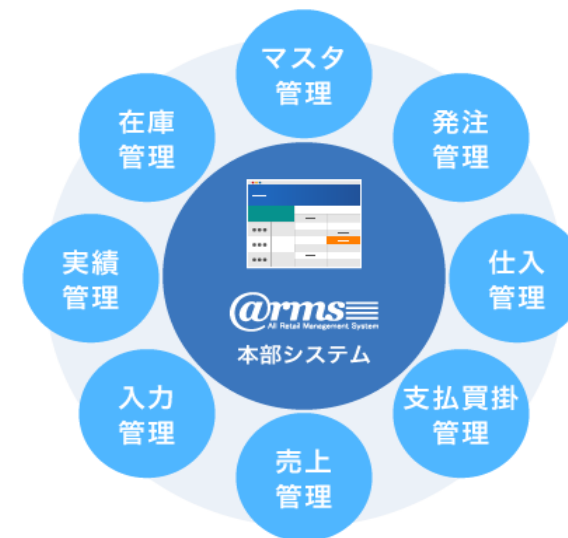 マスタ
管理
発注
管理
仕入
管理
支払買掛
管理
売上
管理
入力
管理
実績
管理
在庫
管理
@rms
All Retail Management System
本部システム